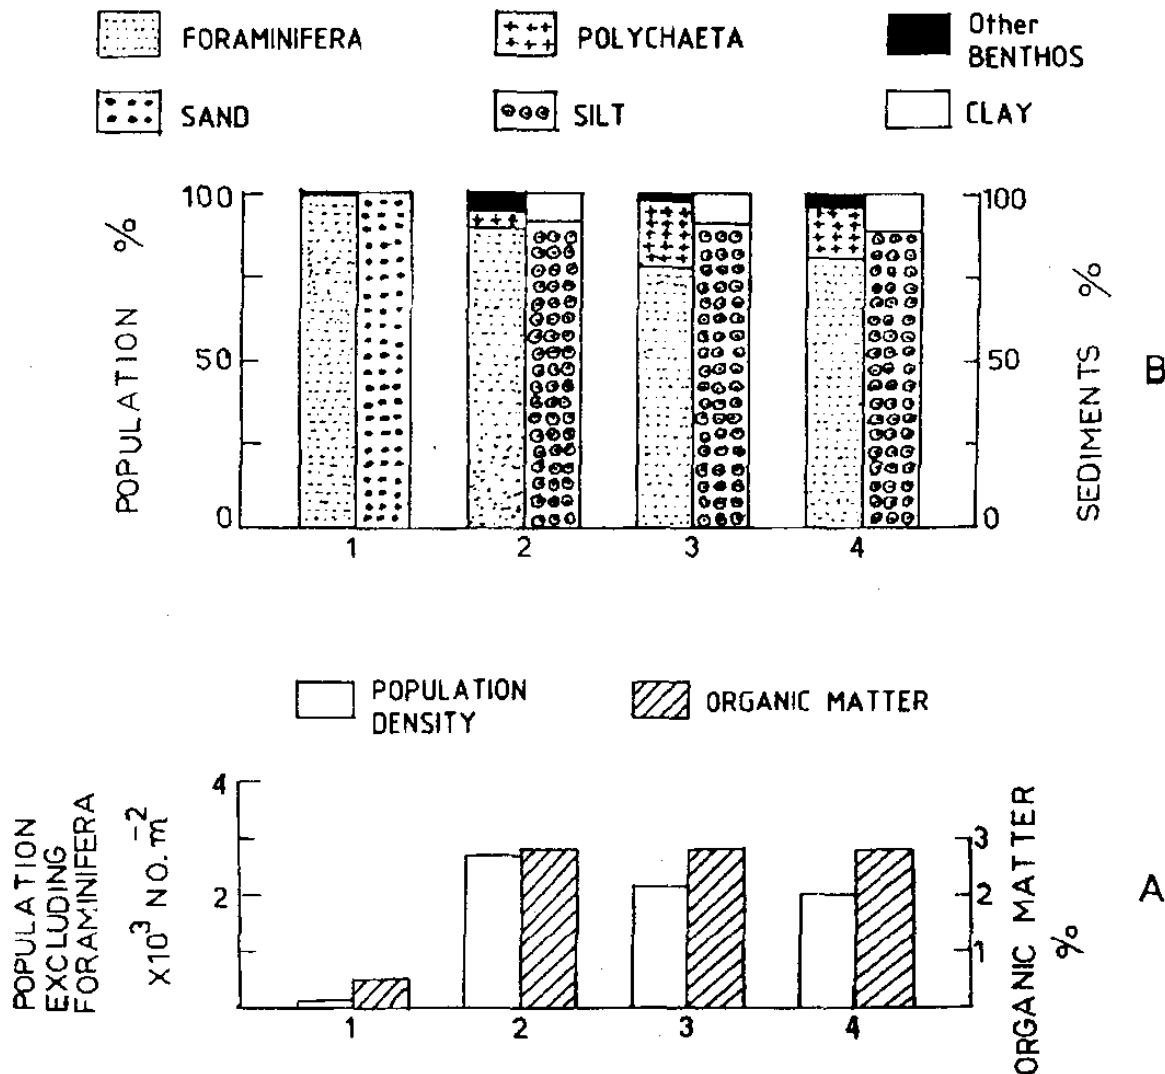 FORAMINIFERA
POLYCHAETA
Other
BENTHOS
SAND
SILT
CLAY
POPULATION %
100
50
0
1
2
3
4
100
50
0
SEDIMENTS %
B
POPULATION
DENSITY
ORGANIC MATTER
POPULATION
EXCLUDING
FORAMINIFERA
X10³ NO. m⁻²
4
2
1
2
3
4
3
2
1
0
ORGANIC MATTER
%
A